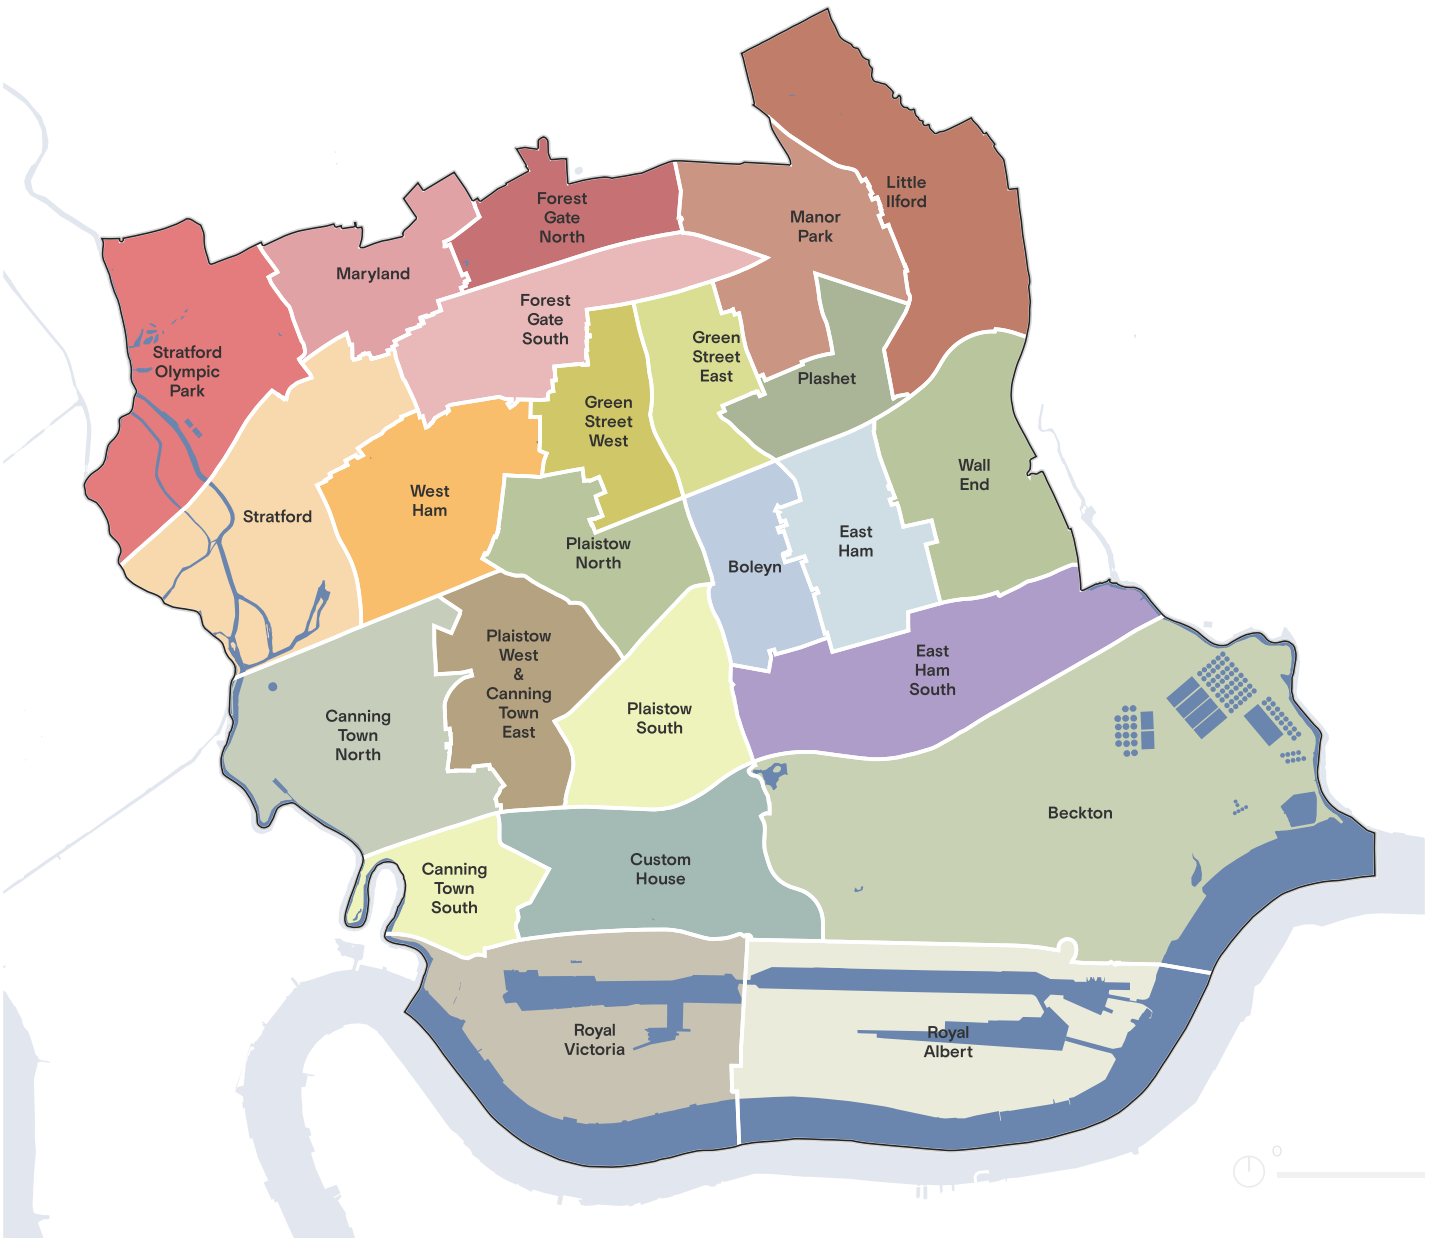 Little
Ilford
Forest
Gate
North
Manor
Park
Maryland
Forest
Gate
South
Stratford
Olympic
Park
Green
Street
East
Plashet
Green
Street
West
Wall
End
West
Ham
Stratford
East
Ham
Plaistow
North
Boleyn
Plaistow
West
&
Canning
Town
East
East
Ham
South
Plaistow
South
Canning
Town
North
Beckton
Custom
House
Canning
Town
South
Royal
Victoria
Royal
Albert
0